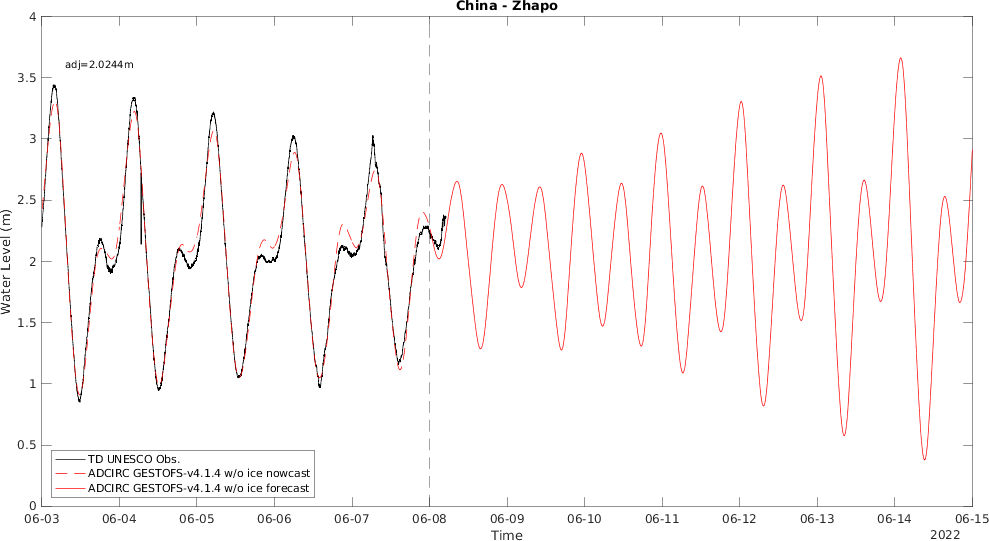 China - Zhapo
adj=2.0244m
Water Level (m)
4
3.5
3
2.5
2
1.5
1
0.5
0
TD UNESCO Obs.
ADCIRC GESTOFS-v4.1.4 w/o ice nowcast
ADCIRC GESTOFS-v4.1.4 w/o ice forecast
06-03 06-04 06-05 06-06 06-07 06-08 06-09 06-10 06-11 06-12 06-13 06-14 06-15
Time
2022